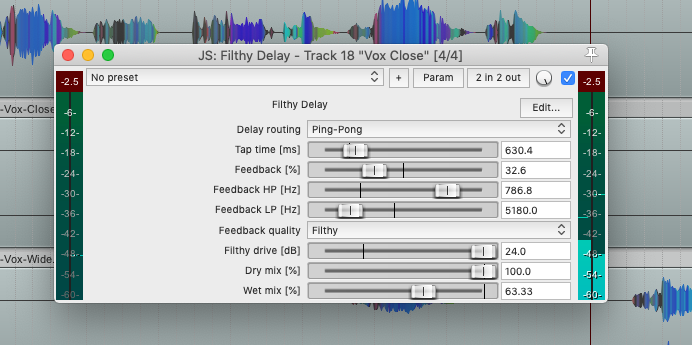 JS: Filthy Delay - Track 18 "Vox Close" [4/4]
-2.5 No preset + Param 2 in 2 out -2.5
Filthy Delay
Edit...
Delay routing Ping-Pong
Tap time [ms] 630.4
Feedback [%] 32.6
Feedback HP [Hz] 786.8
Feedback LP [Hz] 5180.0
Feedback quality Filthy
Filthy drive [dB] 24.0
Dry mix [%] 100.0
Wet mix [%] 63.33
-6-
-12-
-18-
-24-
-30-
-36-
-42-
-48-
-54-
-60-
-6-
-12-
-18-
-24-
-30-
-36-
-42-
-48-
-54-
-60-
-Vox-Close
-Vox-Wide.